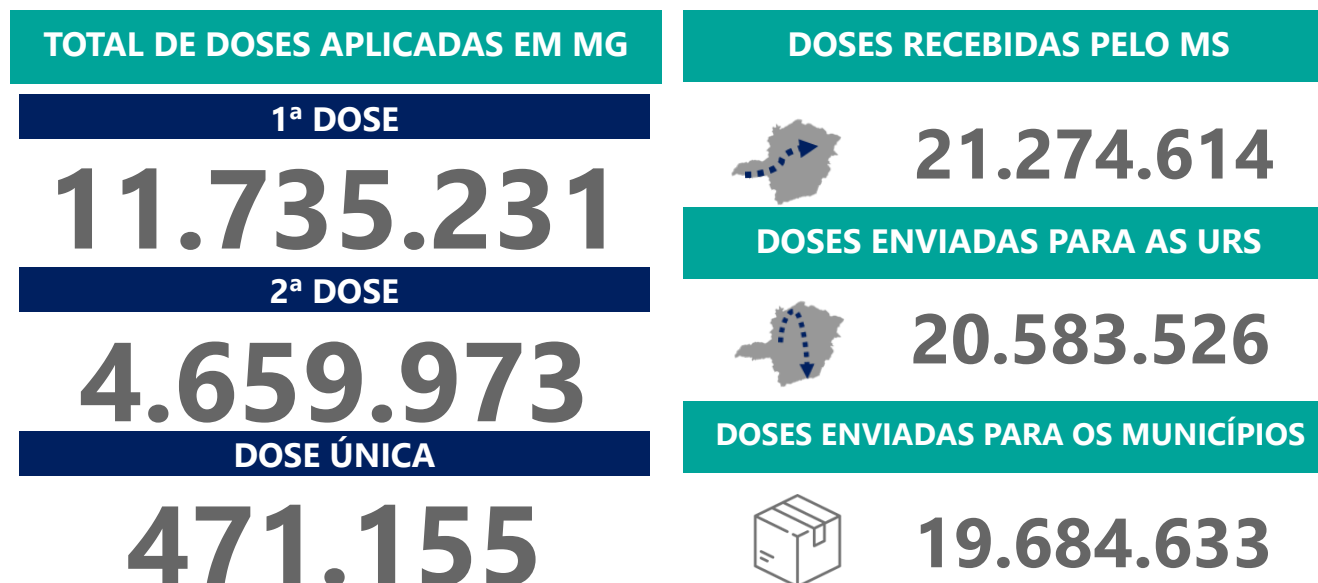 TOTAL DE DOSES APLICADAS EM MG
1ª DOSE
11.735.231
2ª DOSE
4.659.973
DOSE ÚNICA
471.155
DOSES RECEBIDAS PELO MS
21.274.614
DOSES ENVIADAS PARA AS URS
20.583.526
DOSES ENVIADAS PARA OS MUNICÍPIOS
19.684.633